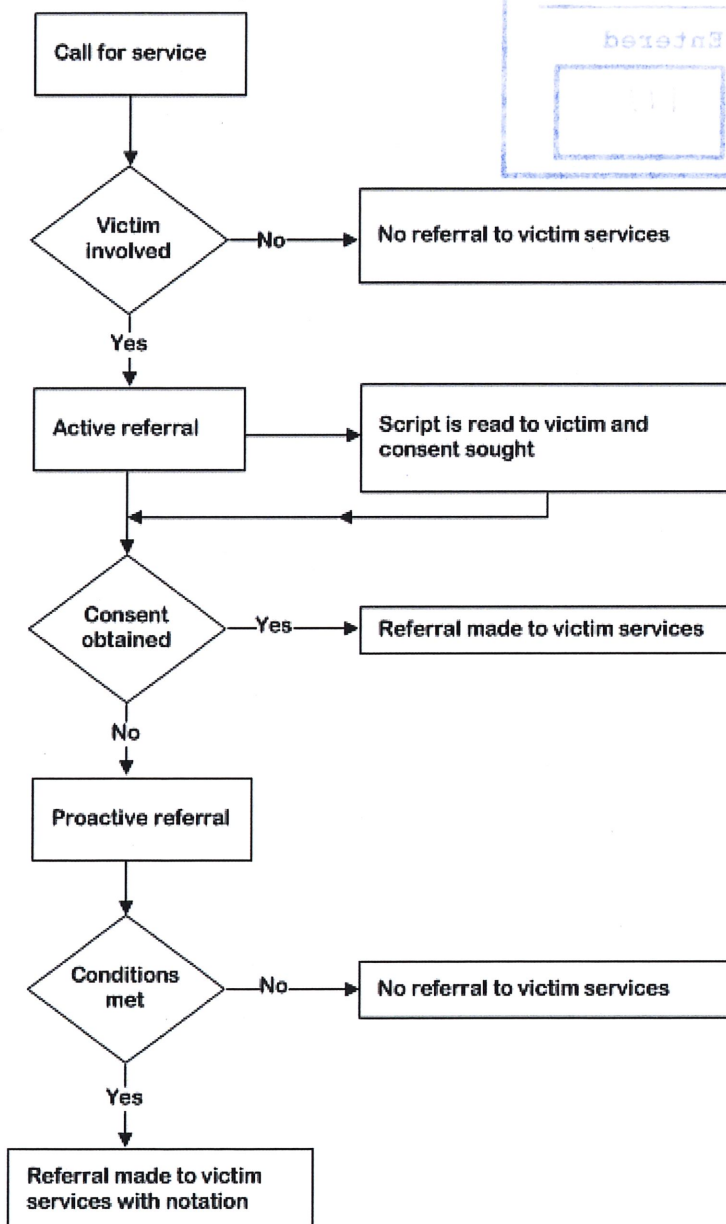 Entered
Call for service
Victim
involved
No
No referral to victim services
Yes
Active referral
Script is read to victim and
consent sought
Consent
obtained
Yes
Referral made to victim services
No
Proactive referral
Conditions
met
No
No referral to victim services
Yes
Referral made to victim
services with notation